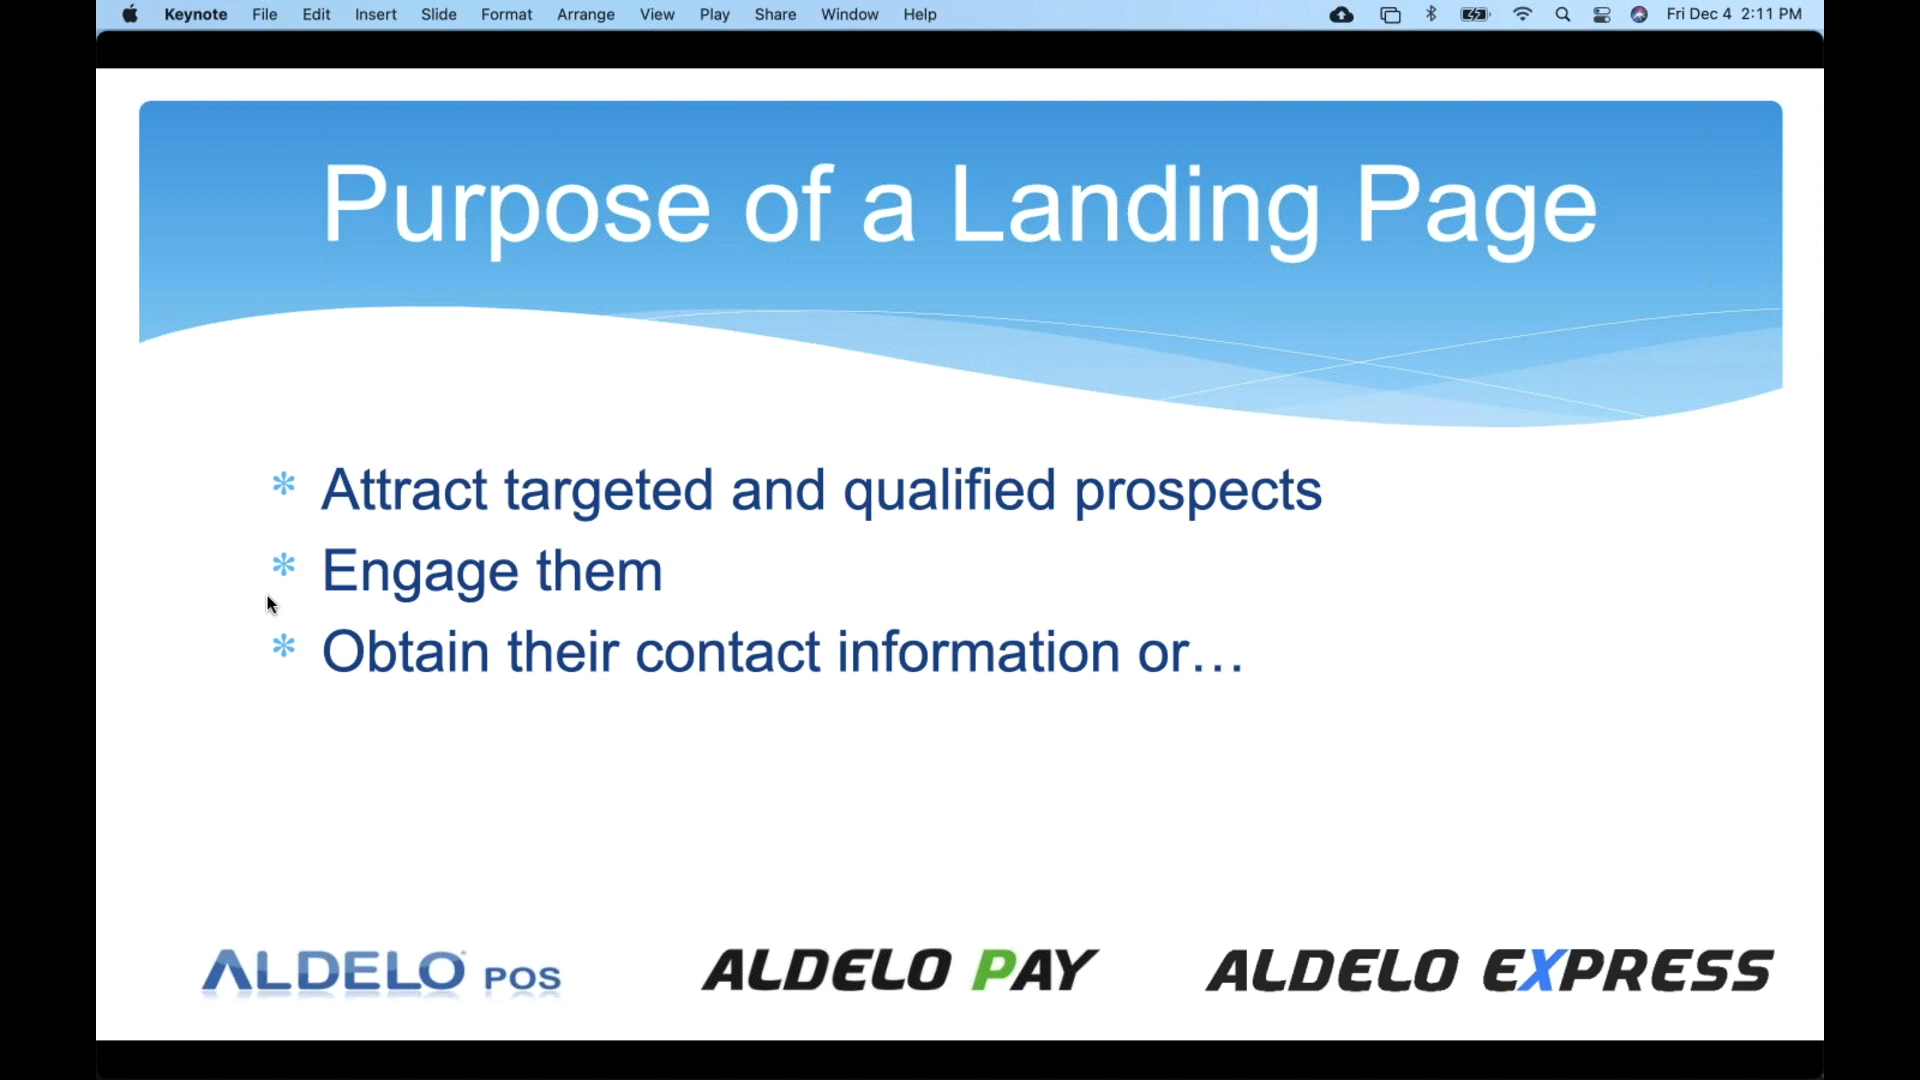 Keynote File Edit Insert Slide Format Arrange View Play Share Window Help Fri Dec 4 2:11 PM
Purpose of a Landing Page
* Attract targeted and qualified prospects
* Engage them
* Obtain their contact information or…
ALDELO POS ALDELO PAY ALDELO EXPRESS